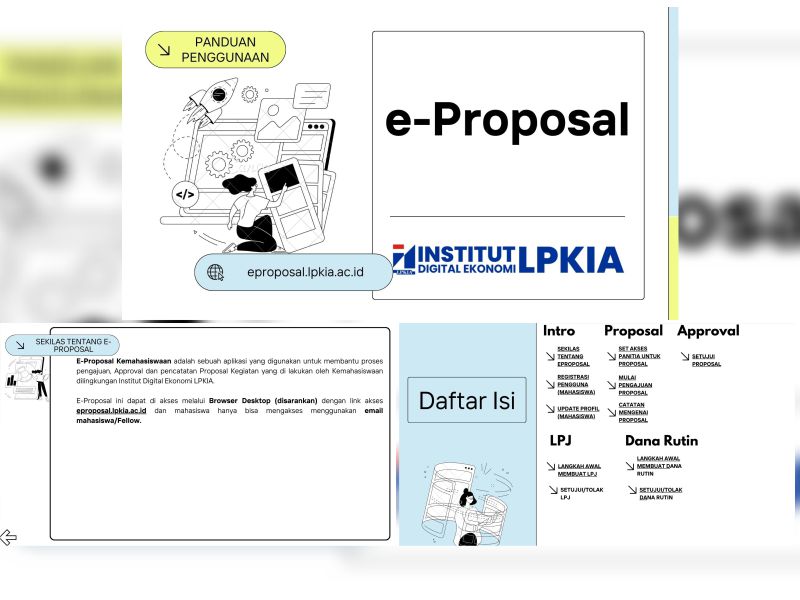 PANDUAN
PENGGUNAAN
e-Proposal
</>
eproposal.lpkia.ac.id
LPKIA
INSTITUT
DIGITAL EKONOMI
LPKIA
SEKILAS TENTANG E-
PROPOSAL
E-Proposal Kemahasiswaan adalah sebuah aplikasi yang digunakan untuk membantu proses
pengajuan, Approval dan pencatatan Proposal Kegiatan yang di lakukan oleh Kemahasiswaan
dilingkungan Institut Digital Ekonomi LPKIA.
E-Proposal ini dapat di akses melalui Browser Desktop (disarankan) dengan link akses
eproposal.lpkia.ac.id dan mahasiswa hanya bisa mengakses menggunakan email
mahasiswa/Fellow.
Daftar Isi
Intro
SEKILAS
TENTANG
EPROPOSAL
REGISTRASI
PENGGUNA
(MAHASISWA)
UPDATE PROFIL
(MAHASISWA)
Proposal
SET AKSES
PANITIA UNTUK
PROPOSAL
MULAI
PENGAJUAN
PROPOSAL
CATATAN
MENGENAI
PROPOSAL
Approval
SETUJUI
PROPOSAL
LPJ
LANGKAH AWAL
MEMBUAT LPJ
SETUJUI/TOLAK
LPJ
Dana Rutin
LANGKAH AWAL
MEMBUAT DANA
RUTIN
SETUJUI/TOLAK
DANA RUTIN